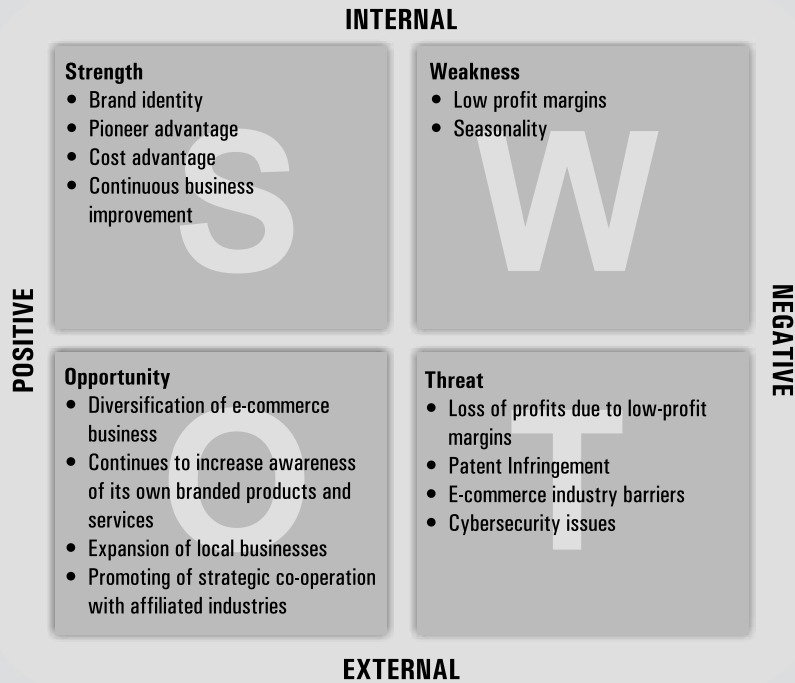 INTERNAL
Strength
• Brand identity
• Pioneer advantage
• Cost advantage
• Continuous business
improvement
S
Weakness
• Low profit margins
• Seasonality
W
POSITIVE
NEGATIVE
Opportunity
• Diversification of e-commerce
business
• Continues to increase awareness
of its own branded products and
services
• Expansion of local businesses
• Promoting of strategic co-operation
with affiliated industries
O
Threat
• Loss of profits due to low-profit
margins
• Patent Infringement
• E-commerce industry barriers
• Cybersecurity issues
T
EXTERNAL